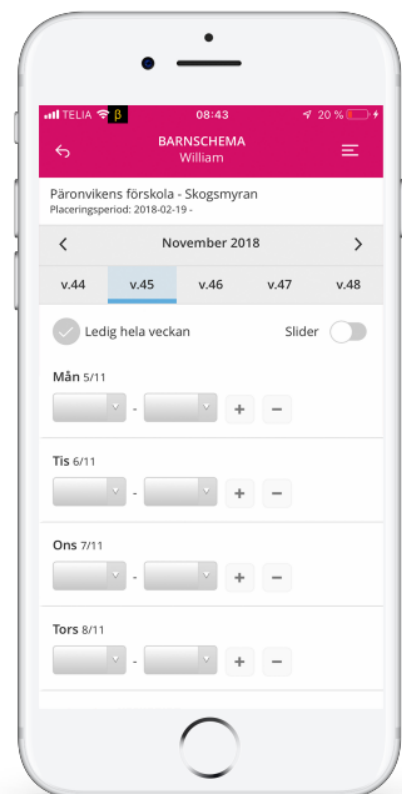 TELIA β 08:43 20 %
BARNSCHEMA
William
Päronvikens förskola - Skogsmyran
Placeringsperiod: 2018-02-19 -
November 2018
v.44 v.45 v.46 v.47 v.48
Ledig hela veckan Slider
Mån 5/11
- + −
Tis 6/11
- + −
Ons 7/11
- + −
Tors 8/11
- + −